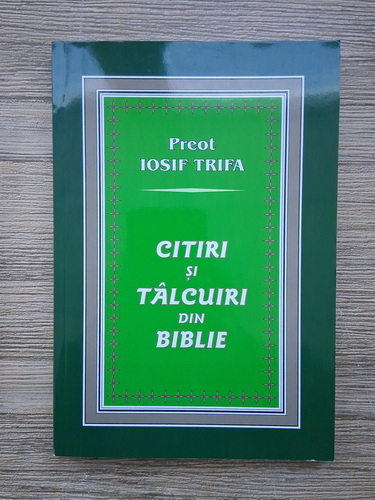 Preot
IOSIF TRIFA
CITIRI
ȘI
TÂLCUIRI
DIN
BIBLIE